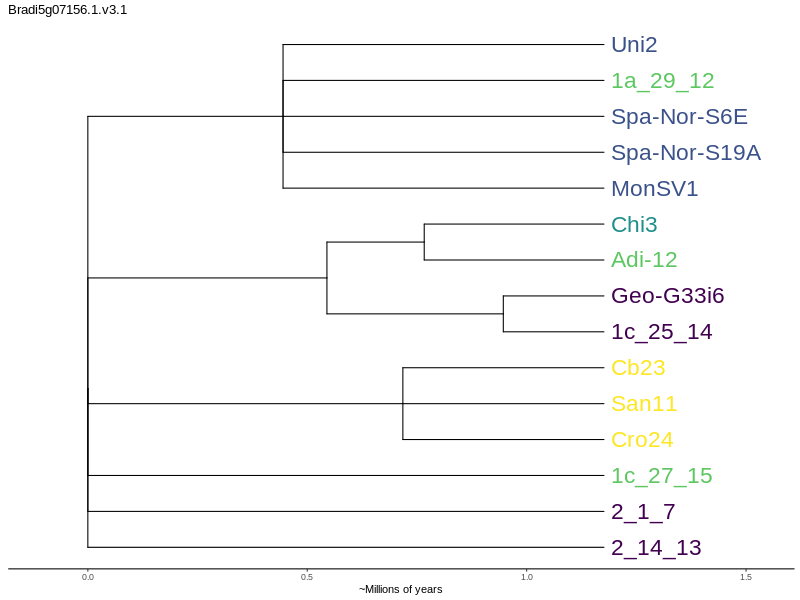 Bradi5g07156.1.v3.1
Uni2
1a_29_12
Spa-Nor-S6E
Spa-Nor-S19A
MonSV1
Chi3
Adi-12
Geo-G33i6
1c_25_14
Cb23
San11
Cro24
1c_27_15
2_1_7
2_14_13
0.0 0.5 1.0 1.5
~Millions of years